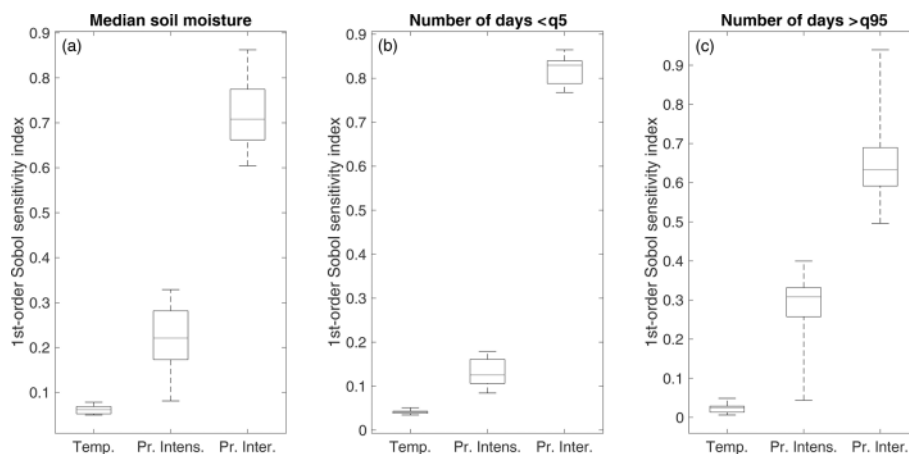 Median soil moisture
(a)
1st-order Sobol sensitivity index
0.9
0.8
0.7
0.6
0.5
0.4
0.3
0.2
0.1
Temp. Pr. Intens. Pr. Inter.
Number of days <q5
(b)
1st-order Sobol sensitivity index
0.9
0.8
0.7
0.6
0.5
0.4
0.3
0.2
0.1
0
Temp. Pr. Intens. Pr. Inter.
Number of days >q95
(c)
1st-order Sobol sensitivity index
0.9
0.8
0.7
0.6
0.5
0.4
0.3
0.2
0.1
0
Temp. Pr. Intens. Pr. Inter.